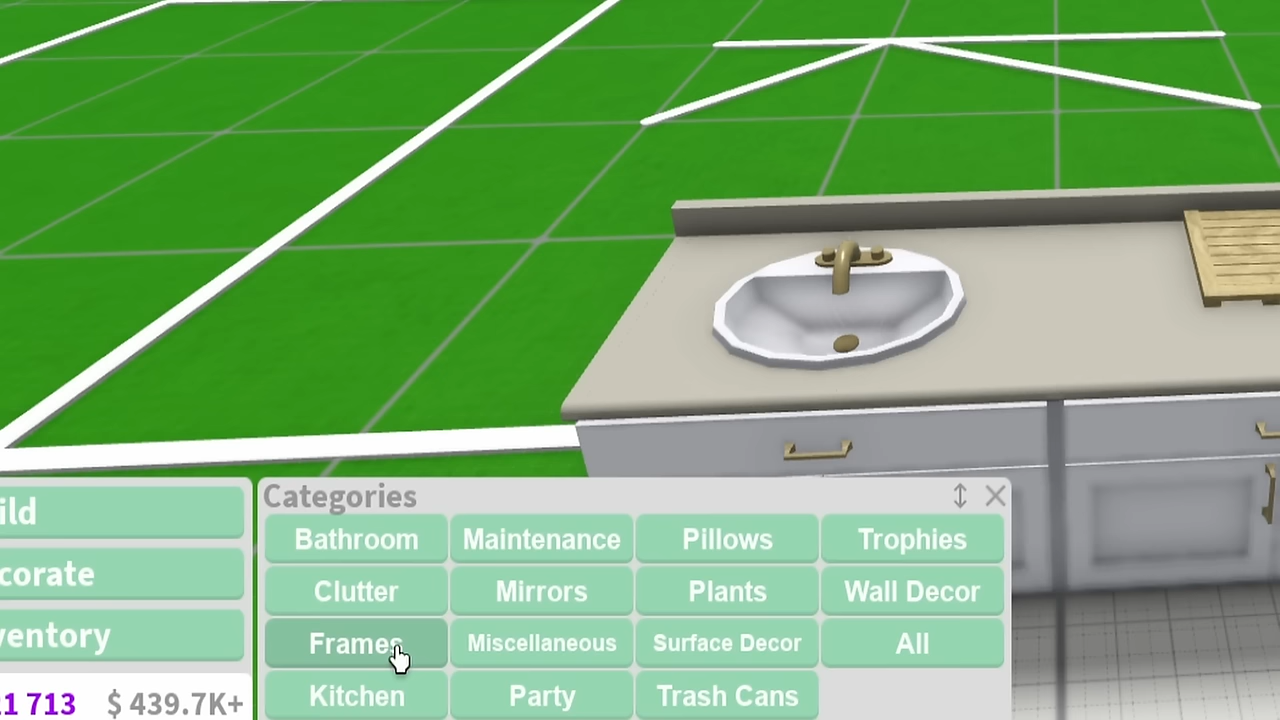 ild
corate
ventory
1 713 $ 439.7K+
Categories
Bathroom Maintenance Pillows Trophies
Clutter Mirrors Plants Wall Decor
Frames Miscellaneous Surface Decor All
Kitchen Party Trash Cans